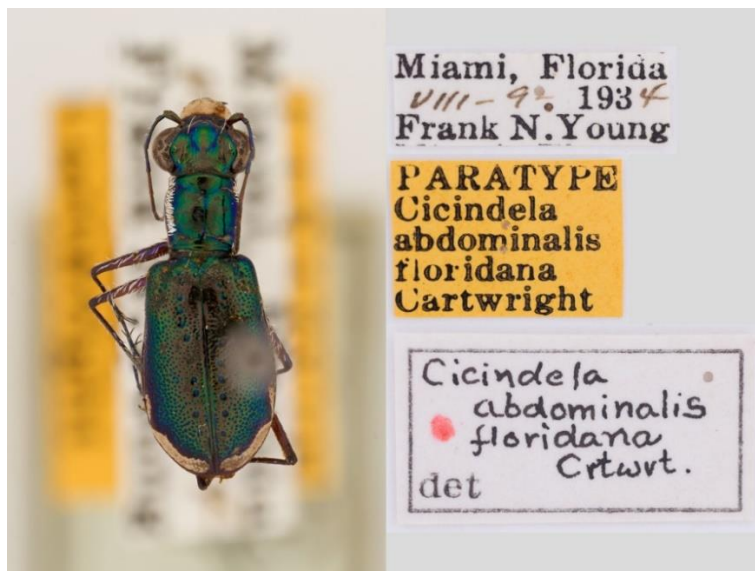 Miami, Florida
VIII - 9. 1934
Frank N. Young
PARATYPE
Cicindela
abdominalis
floridana
Cartwright
Cicindela
abdominalis
floridana
Crtwrt.
det